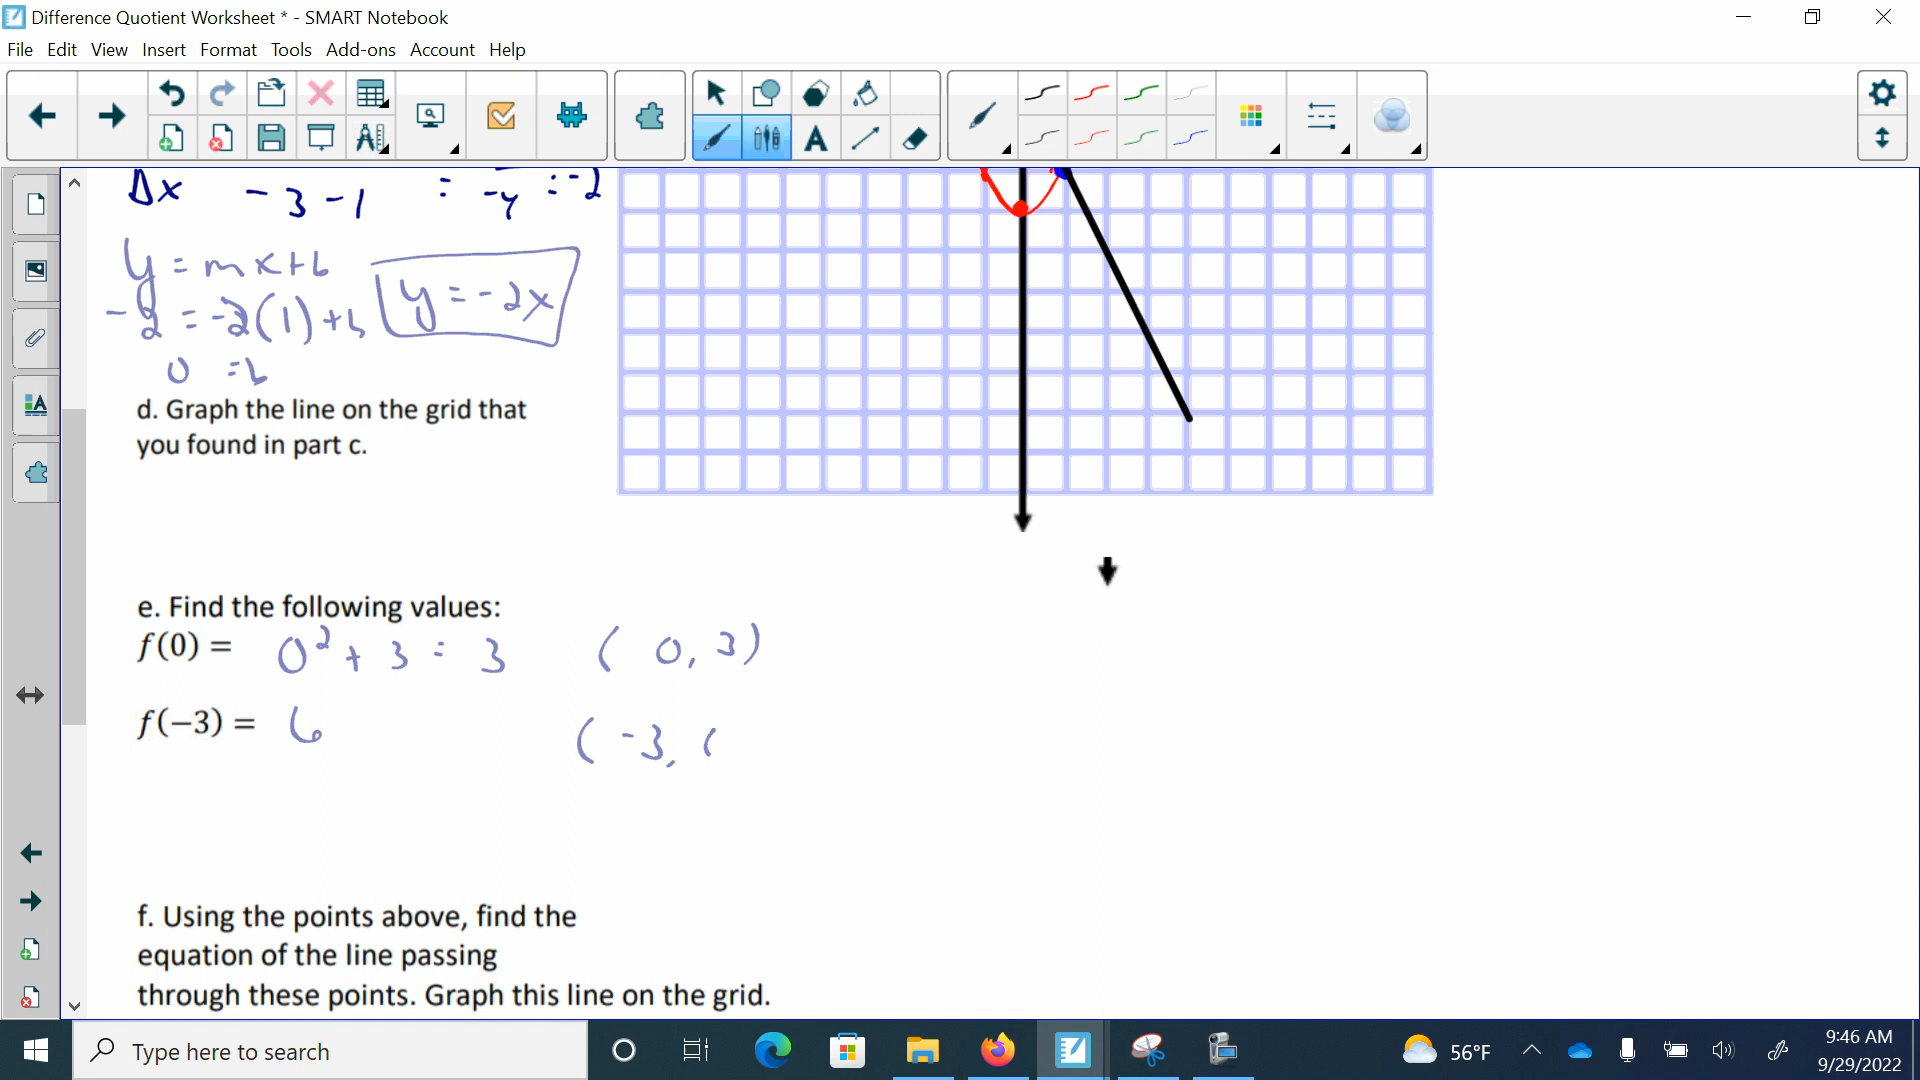 Difference Quotient Worksheet * - SMART Notebook
File Edit View Insert Format Tools Add-ons Account Help
Δx -3-1 = -4 = -2
y = mx+b
y = -2x
-2 = -2(1)+b
0 = b
d. Graph the line on the grid that
you found in part c.
e. Find the following values:
f(0) = 0² + 3 = 3 (0, 3)
f(−3) = 6 (-3, (
f. Using the points above, find the
equation of the line passing
through these points. Graph this line on the grid.
Type here to search
56°F
9:46 AM
9/29/2022